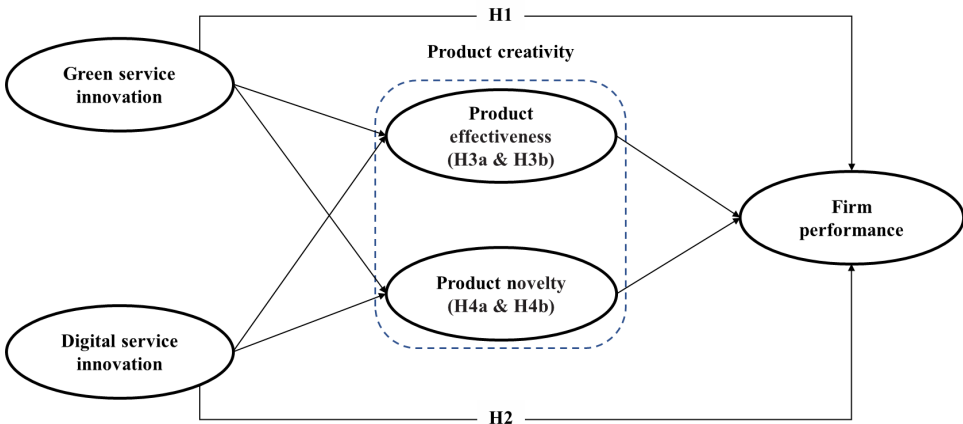 H1
Product creativity
Green service
innovation
Product
effectiveness
(H3a & H3b)
Firm
performance
Product novelty
(H4a & H4b)
Digital service
innovation
H2